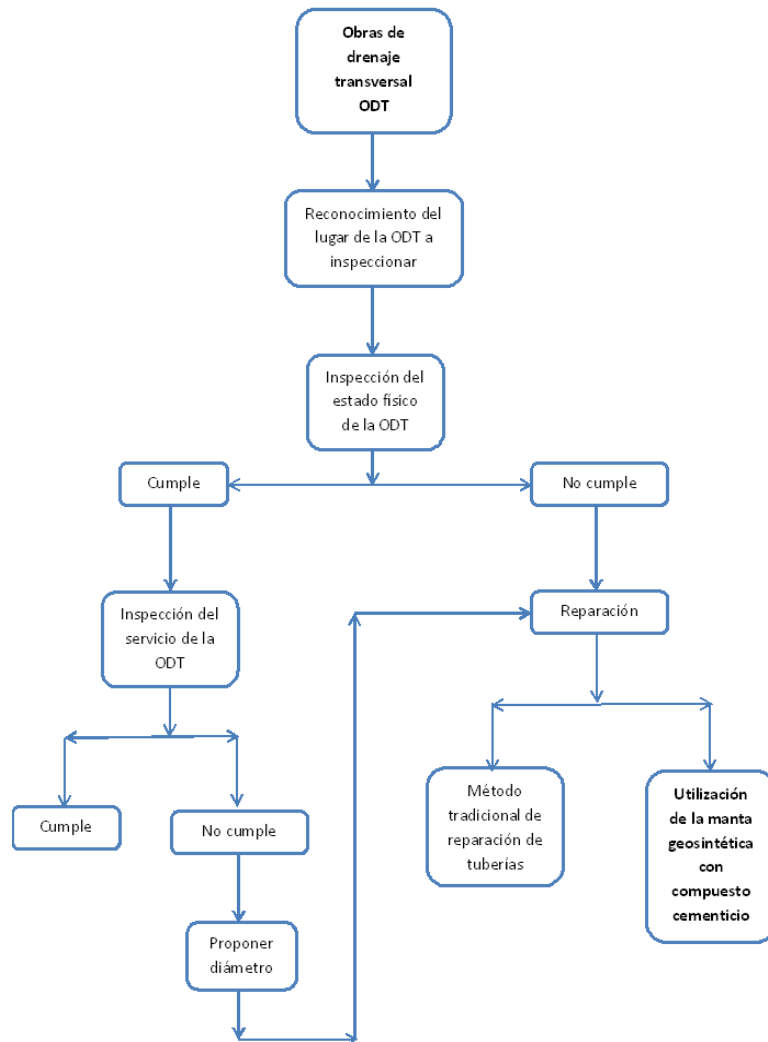 Obras de
drenaje
transversal
ODT
Reconocimiento del
lugar de la ODT a
inspeccionar
Inspección del
estado físico
de la ODT
Cumple
No cumple
Inspección del
servicio de la
ODT
Reparación
Cumple
No cumple
Método
tradicional de
reparación de
tuberías
Utilización
de la manta
geosintética
con
compuesto
cementicio
Proponer
diámetro